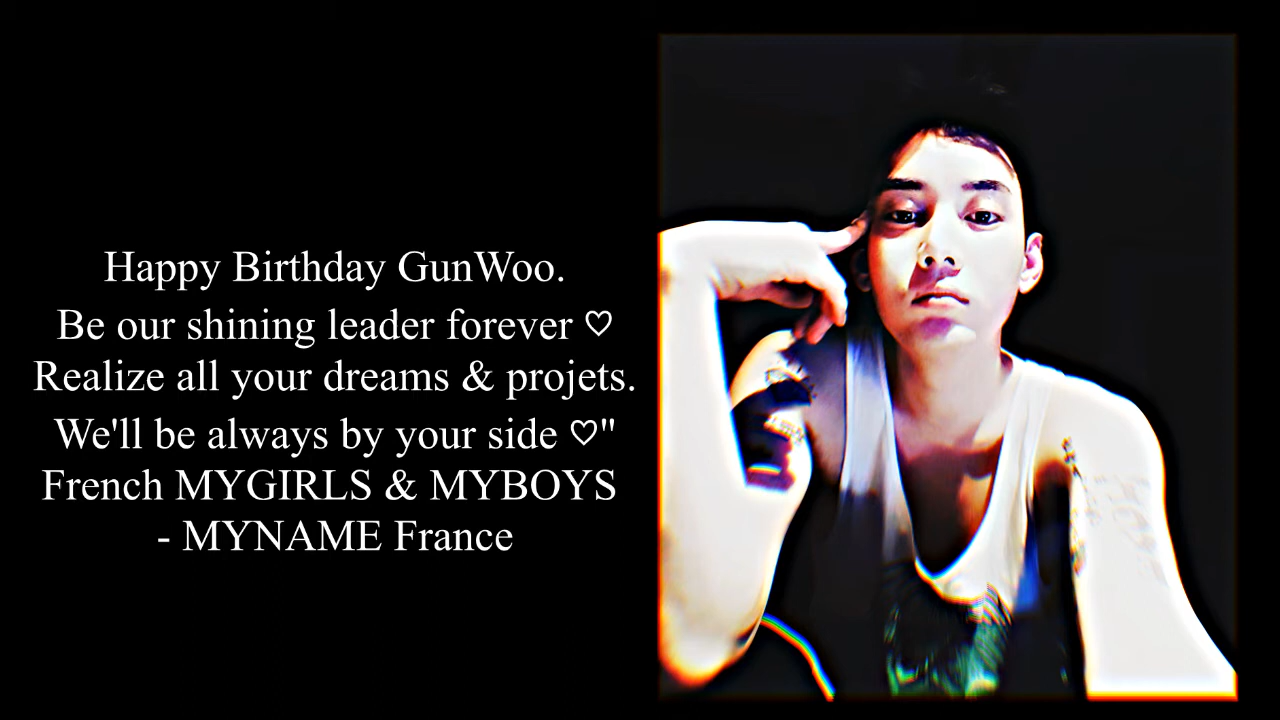 Happy Birthday GunWoo.
Be our shining leader forever ♡
Realize all your dreams & projets.
We'll be always by your side ♡"
French MYGIRLS & MYBOYS
- MYNAME France